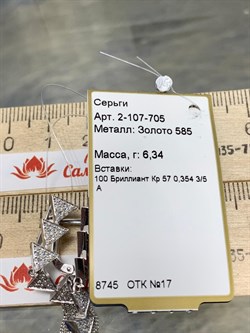 Серьги
Арт. 2-107-705
Металл: Золото 585
Масса, г: 6,34
Вставки:
100 Бриллиант Кр 57 0,354 3/5
А
8745 ОТК №17